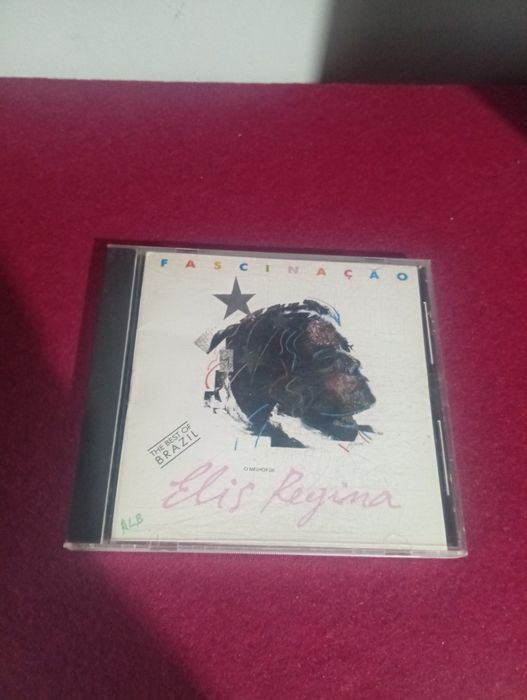 FASCINAÇÃO
THE BEST OF
BRAZIL
O MELHOR DE
Elis Regina
ALB